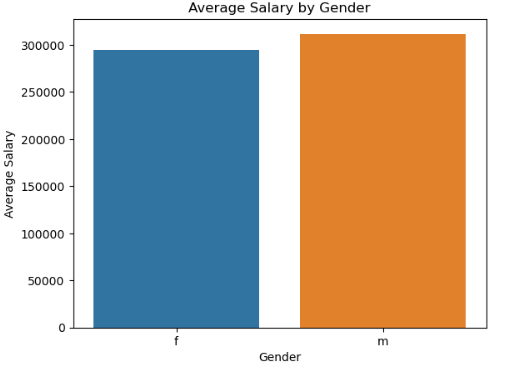 Average Salary by Gender
300000
250000
200000
150000
100000
50000
0
Average Salary
f
m
Gender